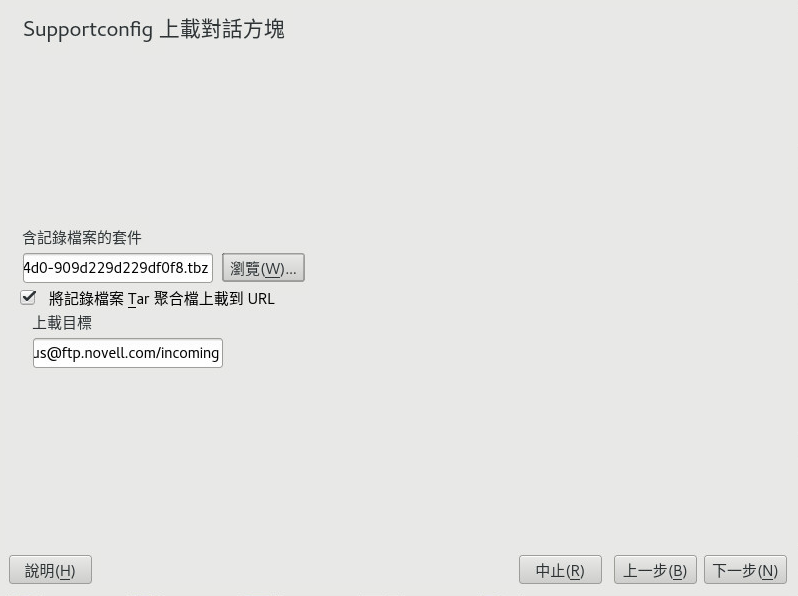 Supportconfig 上載對話方塊
含記錄檔案的套件
4d0-909d229d229df0f8.tbz 瀏覽(W)...
將記錄檔案 Tar 聚合檔上載到 URL
上載目標
us@ftp.novell.com/incoming
說明(H) 中止(R) 上一步(B) 下一步(N)